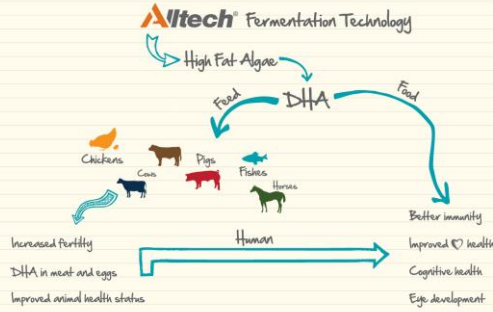 Alltech® Fermentation Technology
High Fat Algae
Feed
DHA
Food
Chickens
Cows
Pigs
Fishes
Horses
Increased fertility
DHA in meat and eggs
Improved animal health status
Human
Better immunity
Improved ♡ health
Cognitive health
Eye development